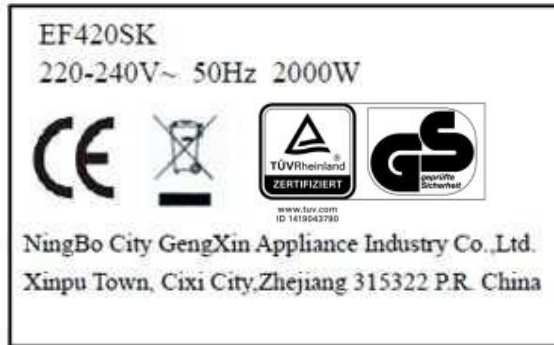 EF420SK
220-240V~ 50Hz 2000W
CE
TÜVRheinland®
ZERTIFIZIERT
GS
geprüfte
Sicherheit
www.tuv.com
ID 1419043790
NingBo City GengXin Appliance Industry Co.,Ltd.
Xinpu Town, Cixi City,Zhejiang 315322 P.R. China